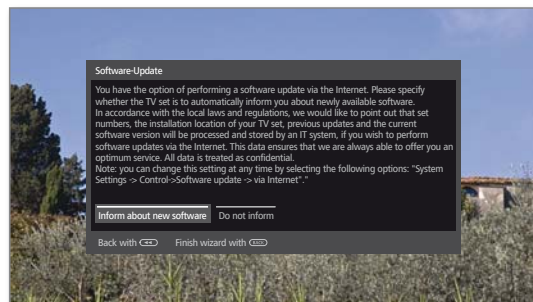 Software-Update
You have the option of performing a software update via the Internet. Please specify
whether the TV set is to automatically inform you about newly available software.
In accordance with the local laws and regulations, we would like to point out that set
numbers, the installation location of your TV set, previous updates and the current
software version will be processed and stored by an IT system, if you wish to perform
software updates via the Internet. This data ensures that we are always able to offer you an
optimum service. All data is treated as confidential.
Note: you can change this setting at any time by selecting the following options: "System
Settings -> Control->Software update -> via Internet"."
Inform about new software Do not inform
Back with Finish wizard with BACK